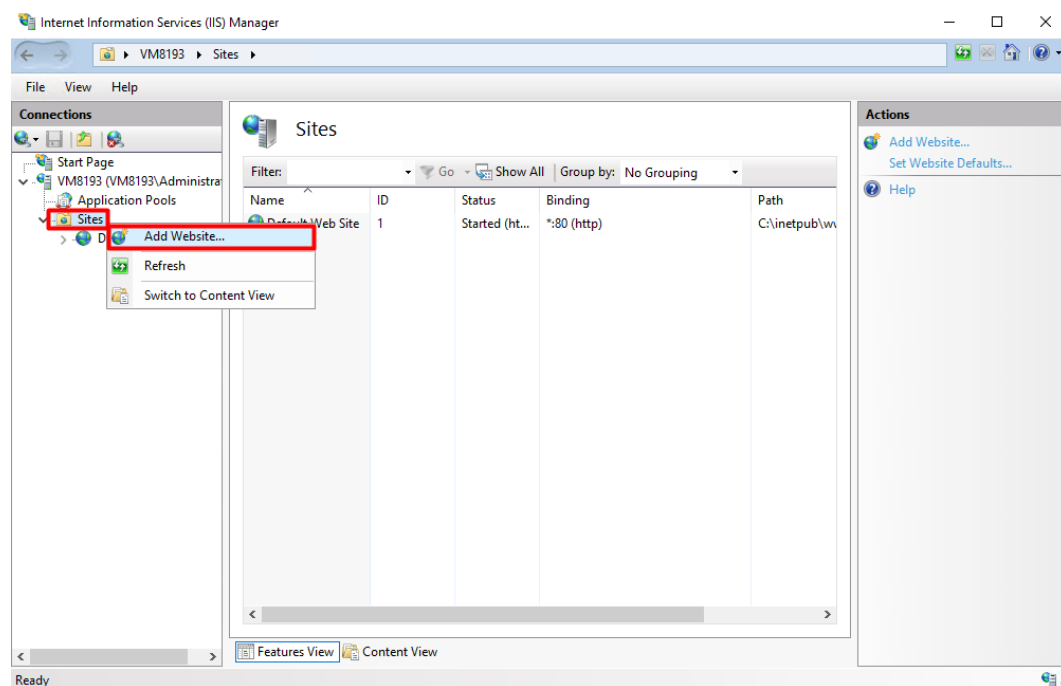 Internet Information Services (IIS) Manager
VM8193 Sites
File View Help
Connections
Start Page
VM8193 (VM8193\Administra
Application Pools
Sites
D
Add Website...
Refresh
Switch to Content View
Sites
Filter: Go Show All Group by: No Grouping
Name ID Status Binding Path
Default Web Site 1 Started (ht... *:80 (http) C:\inetpub\w
Features View Content View
Actions
Add Website...
Set Website Defaults...
Help
Ready